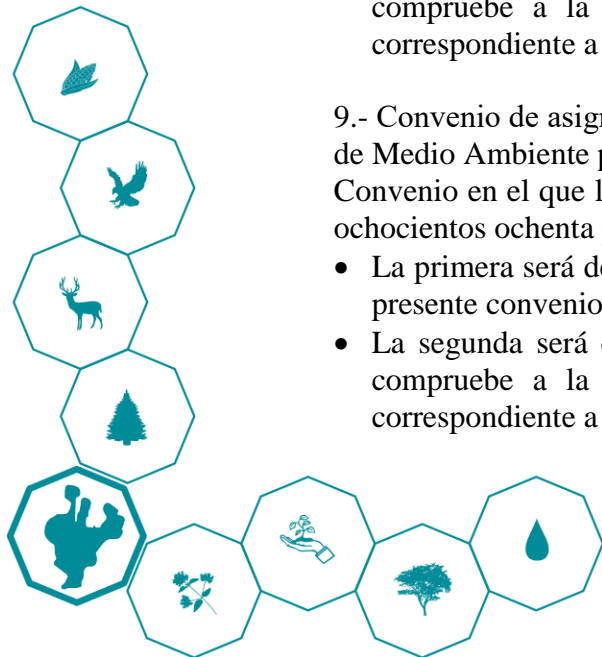 compruebe a la
correspondiente a
9.- Convenio de asig
de Medio Ambiente p
Convenio en el que l
ochocientos ochenta
• La primera será de
presente convenio
• La segunda será
compruebe a la
correspondiente a